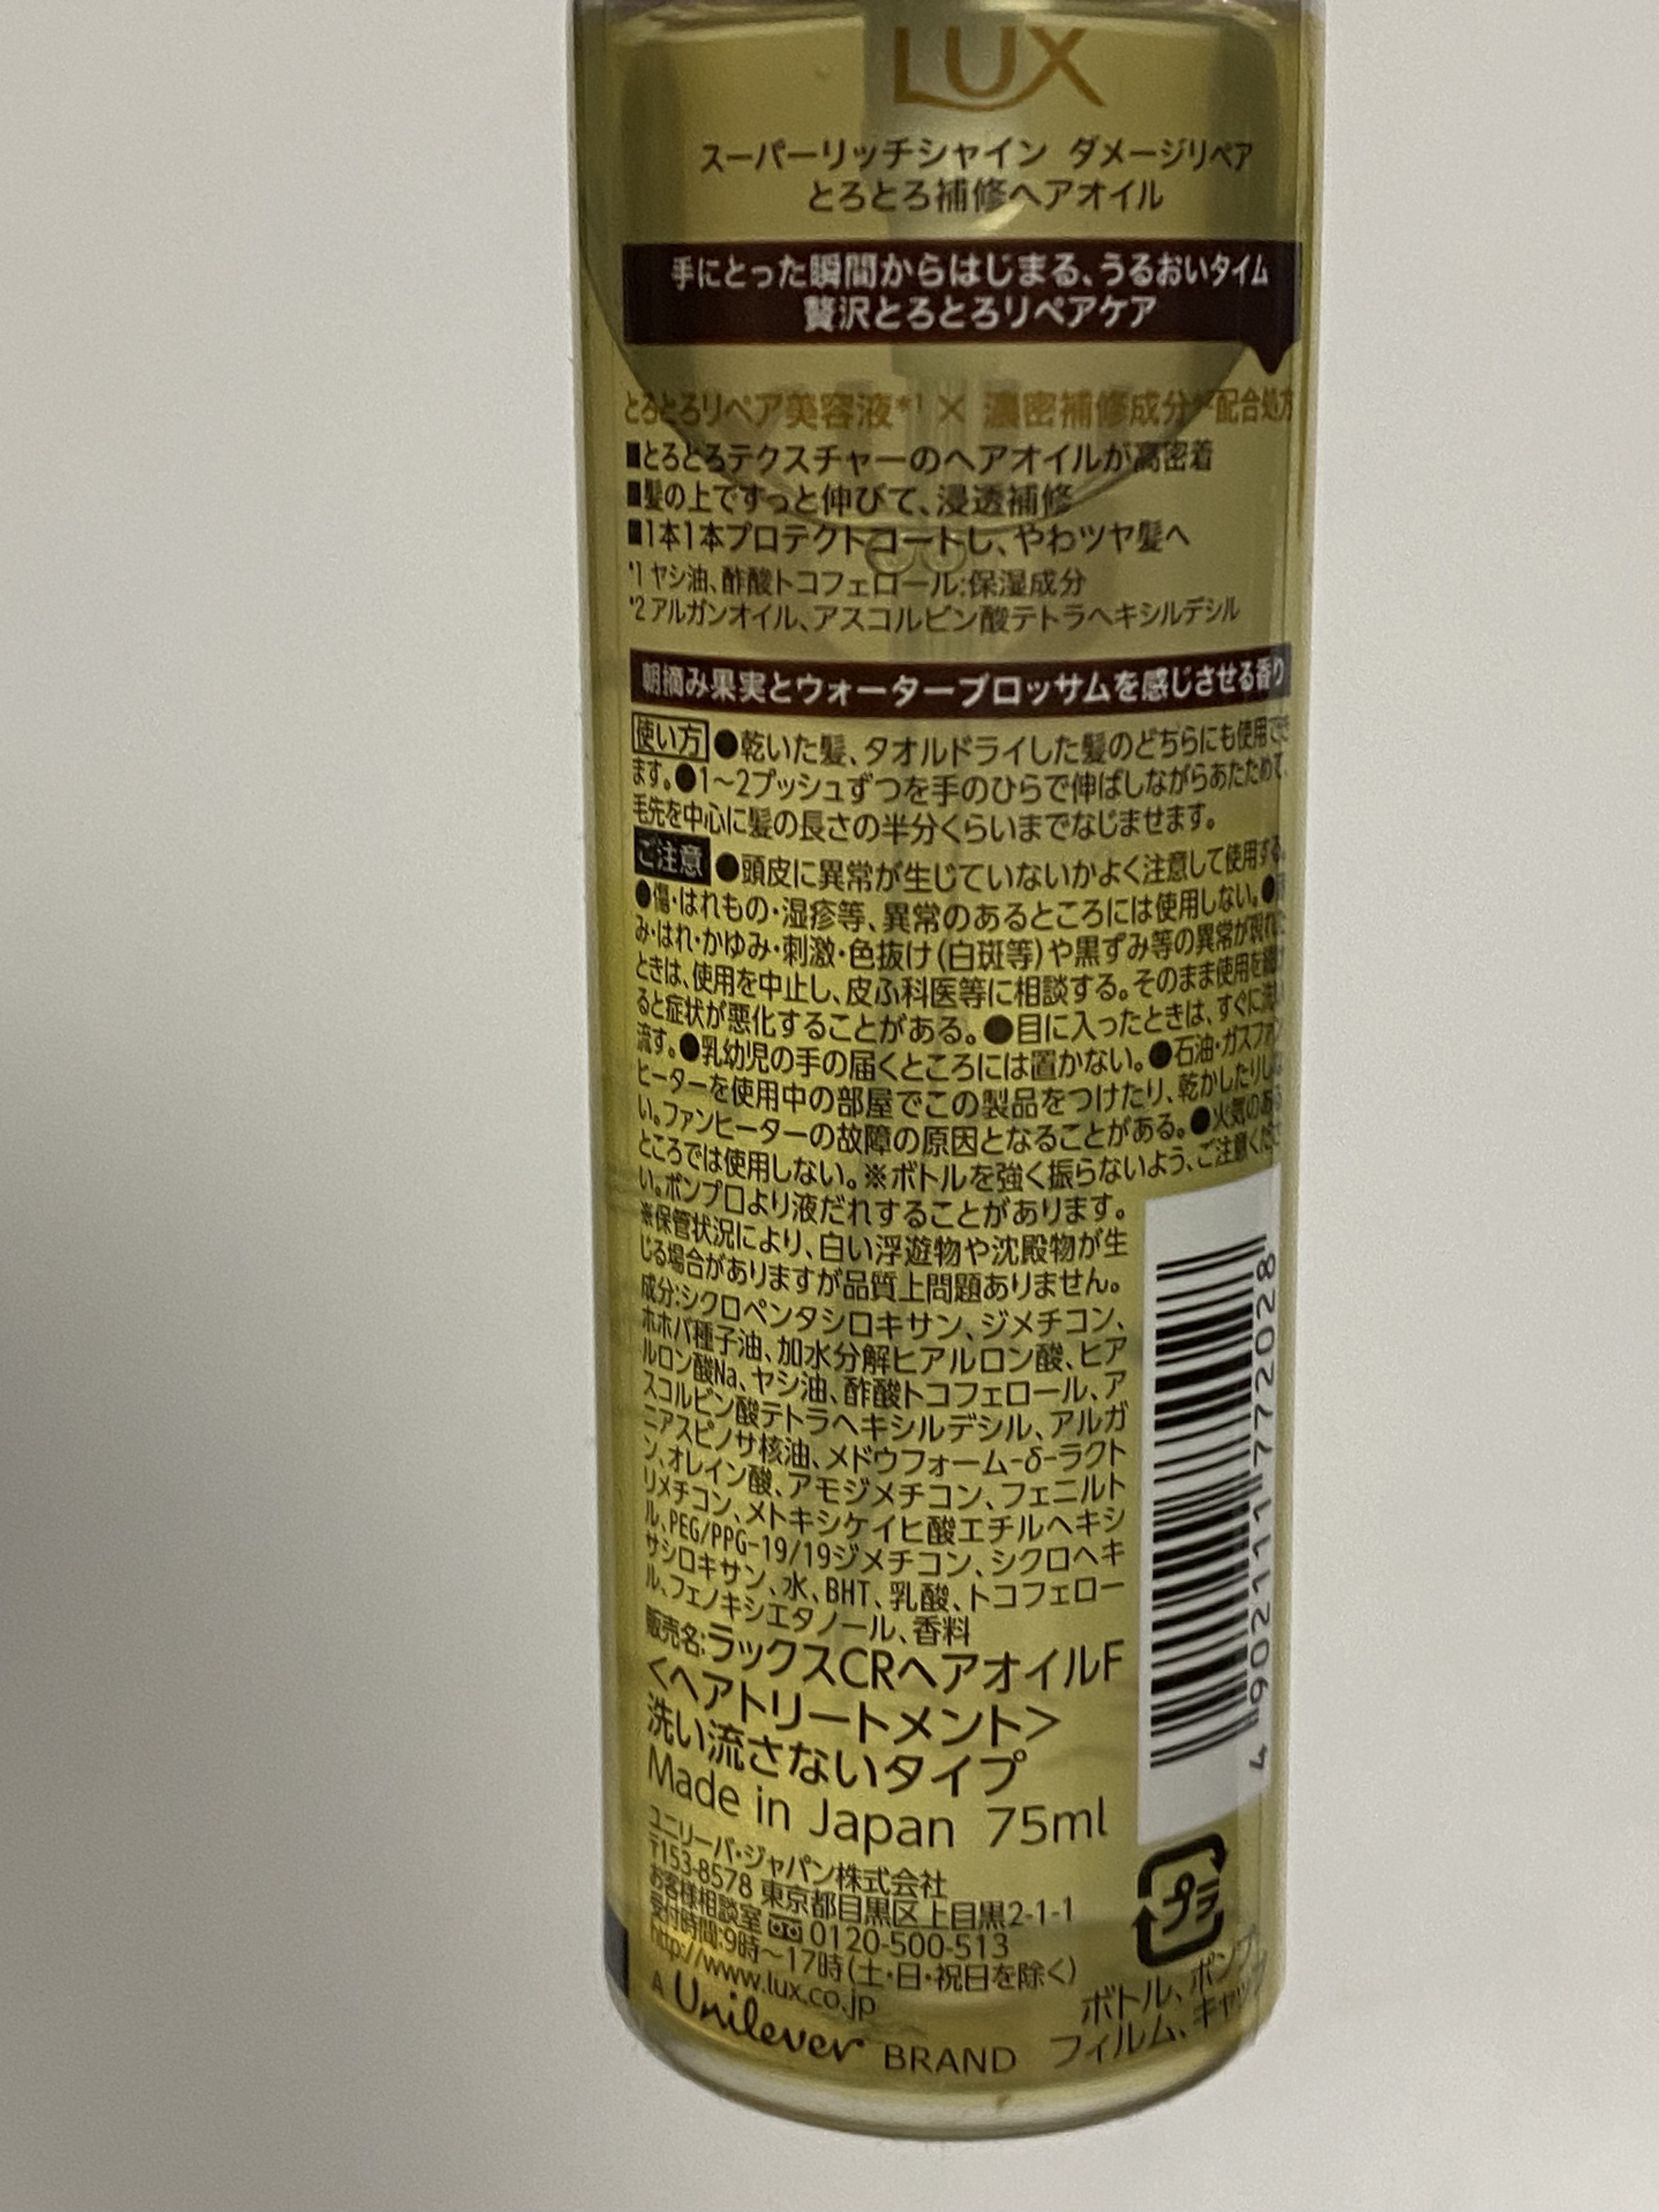 LUX
スーパーリッチシャイン ダメージリペア
とろとろ補修ヘアオイル
手にとった瞬間からはじまる、うるおいタイム
贅沢とろとろリペアケア
とろとろリペア美容液*1 × 濃密補修成分*2配合処方
■とろとろテクスチャーのヘアオイルが高密着
■髪の上ですっと伸びて、浸透補修
■1本1本プロテクトコートし、やわツヤ髪へ
*1 ヤシ油、酢酸トコフェロール:保湿成分
*2 アルガンオイル、アスコルビン酸テトラヘキシルデシル
朝摘み果実とウォーターブロッサムを感じさせる香り
使い方 ●乾いた髪、タオルドライした髪のどちらにも使用でき
ます。●1〜2プッシュずつを手のひらで伸ばしながらあたためて、
毛先を中心に髪の長さの半分くらいまでなじませます。
ご注意 ●頭皮に異常が生じていないかよく注意して使用する。
●傷・はれもの・湿疹等、異常のあるところには使用しない。●
み・はれ・かゆみ・刺激・色抜け(白斑等)や黒ずみ等の異常が現れた
ときは、使用を中止し、皮ふ科医等に相談する。そのまま使用を続け
ると症状が悪化することがある。●目に入ったときは、すぐに洗い
流す。●乳幼児の手の届くところには置かない。●石油・ガスファン
ヒーターを使用中の部屋でこの製品をつけたり、乾かしたりしな
い。ファンヒーターの故障の原因となることがある。●火気のある
ところでは使用しない。※ボトルを強く振らないよう、ご注意くださ
い。ポンプ口より液だれすることがあります。
※保管状況により、白い浮遊物や沈殿物が生
じる場合がありますが品質上問題ありません。
成分:シクロペンタシロキサン、ジメチコン、
ホホバ種子油、加水分解ヒアルロン酸、ヒア
ルロン酸Na、ヤシ油、酢酸トコフェロール、ア
スコルビン酸テトラヘキシルデシル、アルガ
ニアスピノサ核油、メドウフォーム-δ-ラクト
ン、オレイン酸、アモジメチコン、フェニルト
リメチコン、メトキシケイヒ酸エチルヘキシ
ル、PEG/PPG-19/19ジメチコン、シクロヘキ
サシロキサン、水、BHT、乳酸、トコフェロー
ル、フェノキシエタノール、香料
販売名:ラックスCRヘアオイルF
<ヘアトリートメント>
洗い流さないタイプ
Made in Japan 75ml
4902111772028
ユニリーバ・ジャパン株式会社
〒153-8578 東京都目黒区上目黒2-1-1
お客様相談室 0120-500-513
受付時間:9時〜17時(土・日・祝日を除く)
http://www.lux.co.jp
A Unilever BRAND
プラ
ボトル、ポンプ
フィルム、キャップ